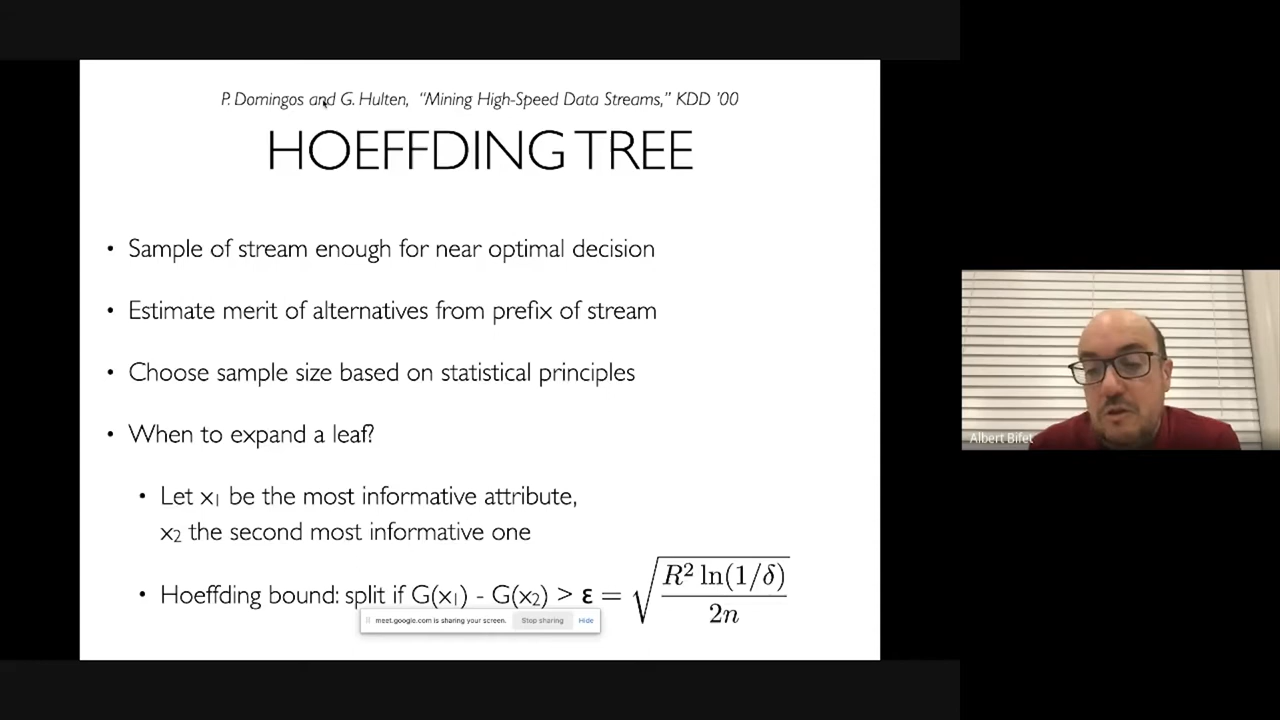 P. Domingos and G. Hulten, “Mining High-Speed Data Streams,” KDD ’00
HOEFFDING TREE
• Sample of stream enough for near optimal decision
• Estimate merit of alternatives from prefix of stream
• Choose sample size based on statistical principles
• When to expand a leaf?
• Let x₁ be the most informative attribute,
x₂ the second most informative one
• Hoeffding bound: split if G(x₁) - G(x₂) > ε = √(R² ln(1/δ) / 2n)
meet.google.com is sharing your screen. Stop sharing Hide
Albert Bifet